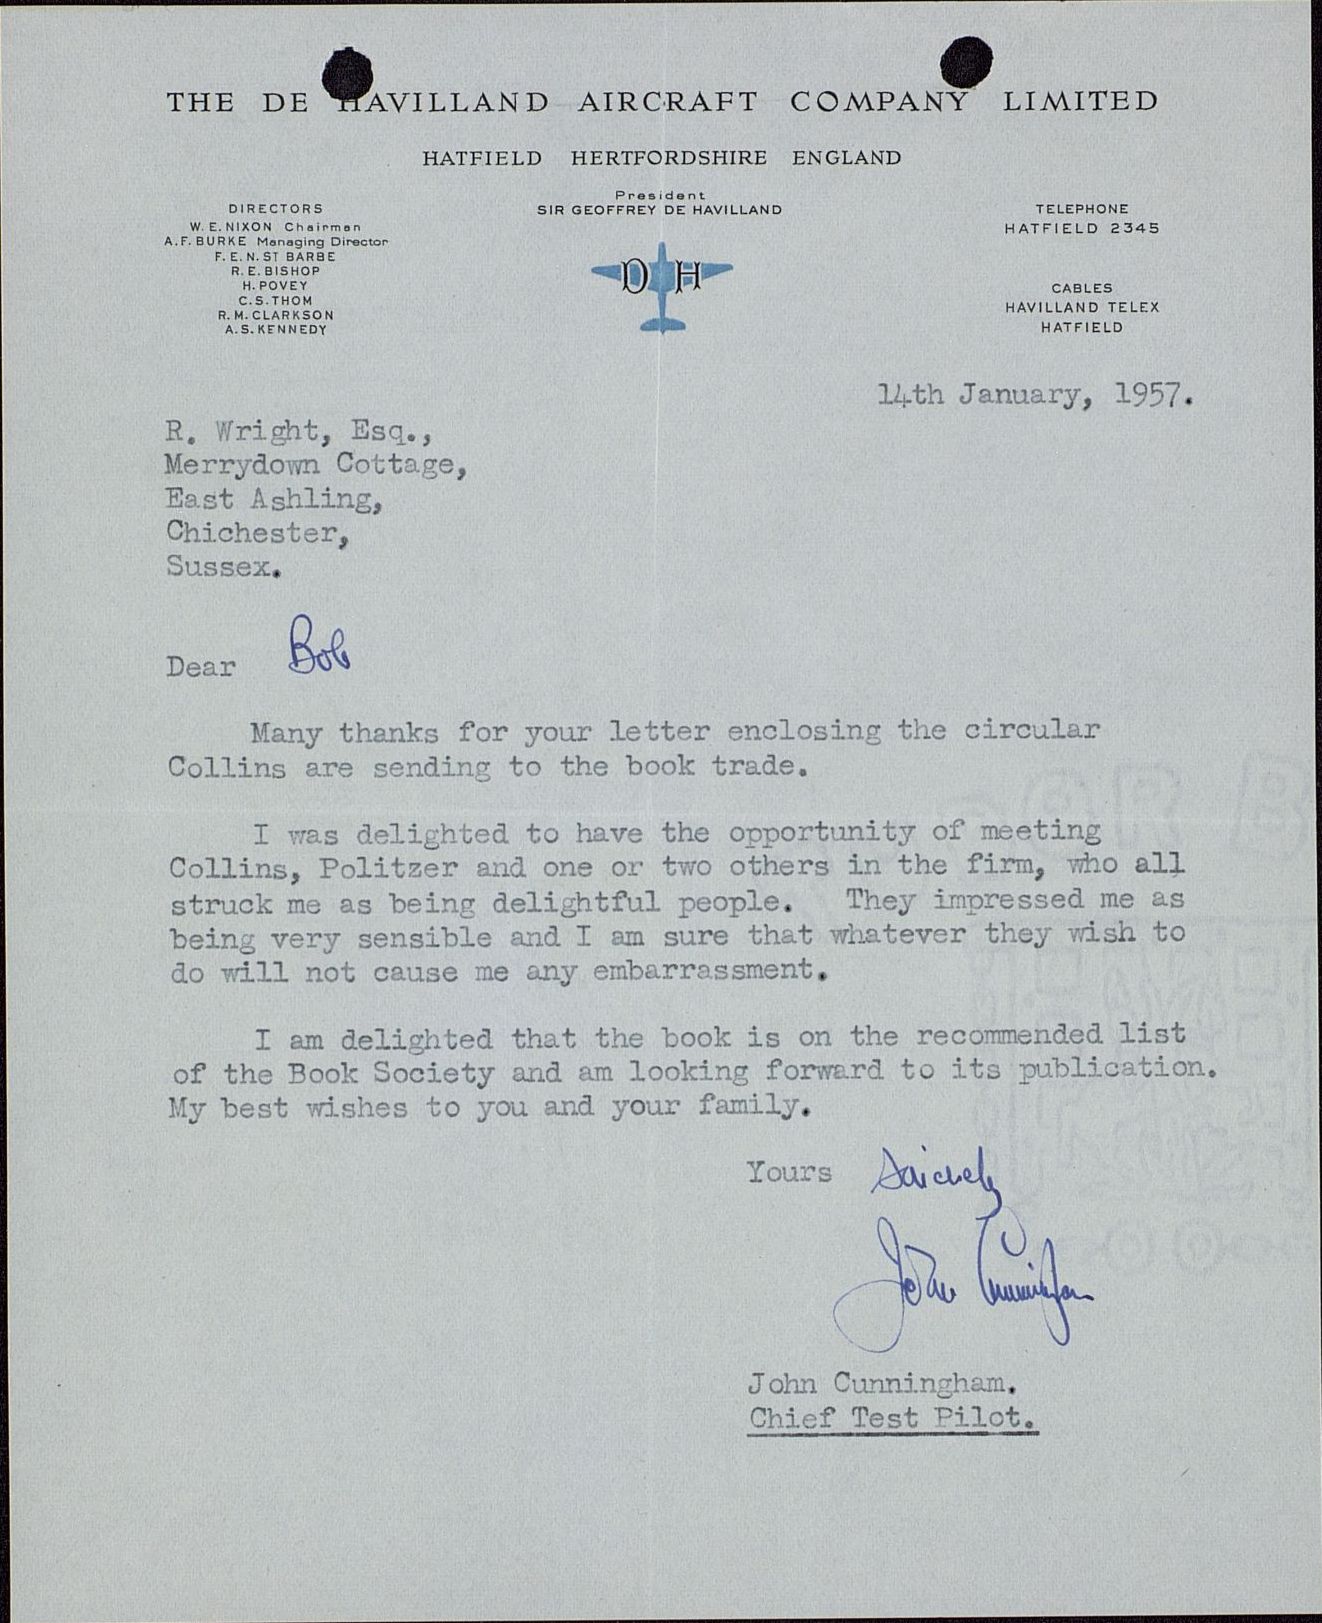 THE DE HAVILLAND AIRCRAFT COMPANY LIMITED
HATFIELD HERTFORDSHIRE ENGLAND
DIRECTORS
W. E. NIXON Chairman
A. F. BURKE Managing Director
F. E. N. ST BARBE
R. E. BISHOP
H. POVEY
C. S. THOM
R. M. CLARKSON
A. S. KENNEDY
President
SIR GEOFFREY DE HAVILLAND
D H
TELEPHONE
HATFIELD 2345
CABLES
HAVILLAND TELEX
HATFIELD
14th January, 1957.
R. Wright, Esq.,
Merrydown Cottage,
East Ashling,
Chichester,
Sussex.
Dear Bob
Many thanks for your letter enclosing the circular
Collins are sending to the book trade.
I was delighted to have the opportunity of meeting
Collins, Politzer and one or two others in the firm, who all
struck me as being delightful people. They impressed me as
being very sensible and I am sure that whatever they wish to
do will not cause me any embarrassment.
I am delighted that the book is on the recommended list
of the Book Society and am looking forward to its publication.
My best wishes to you and your family.
Yours Sincerely
John Cunningham
John Cunningham.
Chief Test Pilot.